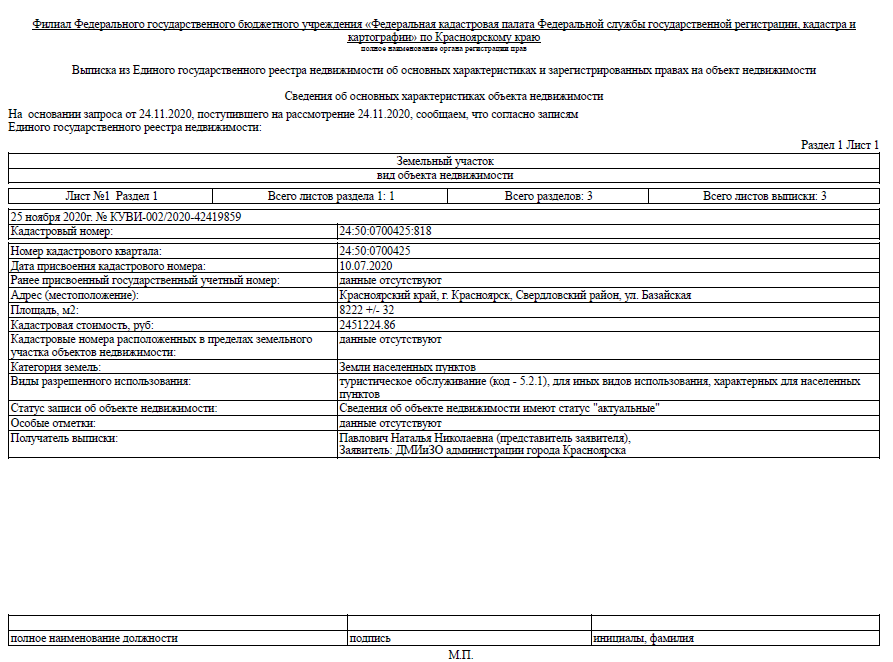 Филиал Федерального государственного бюджетного учреждения «Федеральная кадастровая палата Федеральной службы государственной регистрации, кадастра и
картографии» по Красноярскому краю
полное наименование органа регистрации прав
Выписка из Единого государственного реестра недвижимости об основных характеристиках и зарегистрированных правах на объект недвижимости
Сведения об основных характеристиках объекта недвижимости
На основании запроса от 24.11.2020, поступившего на рассмотрение 24.11.2020, сообщаем, что согласно записям
Единого государственного реестра недвижимости:
Раздел 1 Лист 1
Земельный участок
вид объекта недвижимости
Лист №1 Раздел 1 Всего листов раздела 1: 1 Всего разделов: 3 Всего листов выписки: 3
25 ноября 2020г. № КУВИ-002/2020-42419859
Кадастровый номер: 24:50:0700425:818
Номер кадастрового квартала: 24:50:0700425
Дата присвоения кадастрового номера: 10.07.2020
Ранее присвоенный государственный учетный номер: данные отсутствуют
Адрес (местоположение): Красноярский край, г. Красноярск, Свердловский район, ул. Базайская
Площадь, м2: 8222 +/- 32
Кадастровая стоимость, руб: 2451224.86
Кадастровые номера расположенных в пределах земельного данные отсутствуют
участка объектов недвижимости:
Категория земель: Земли населенных пунктов
Виды разрешенного использования: туристическое обслуживание (код - 5.2.1), для иных видов использования, характерных для населенных
пунктов
Статус записи об объекте недвижимости: Сведения об объекте недвижимости имеют статус "актуальные"
Особые отметки: данные отсутствуют
Получатель выписки: Павлович Наталья Николаевна (представитель заявителя),
Заявитель: ДМИиЗО администрации города Красноярска
полное наименование должности подпись инициалы, фамилия
М.П.